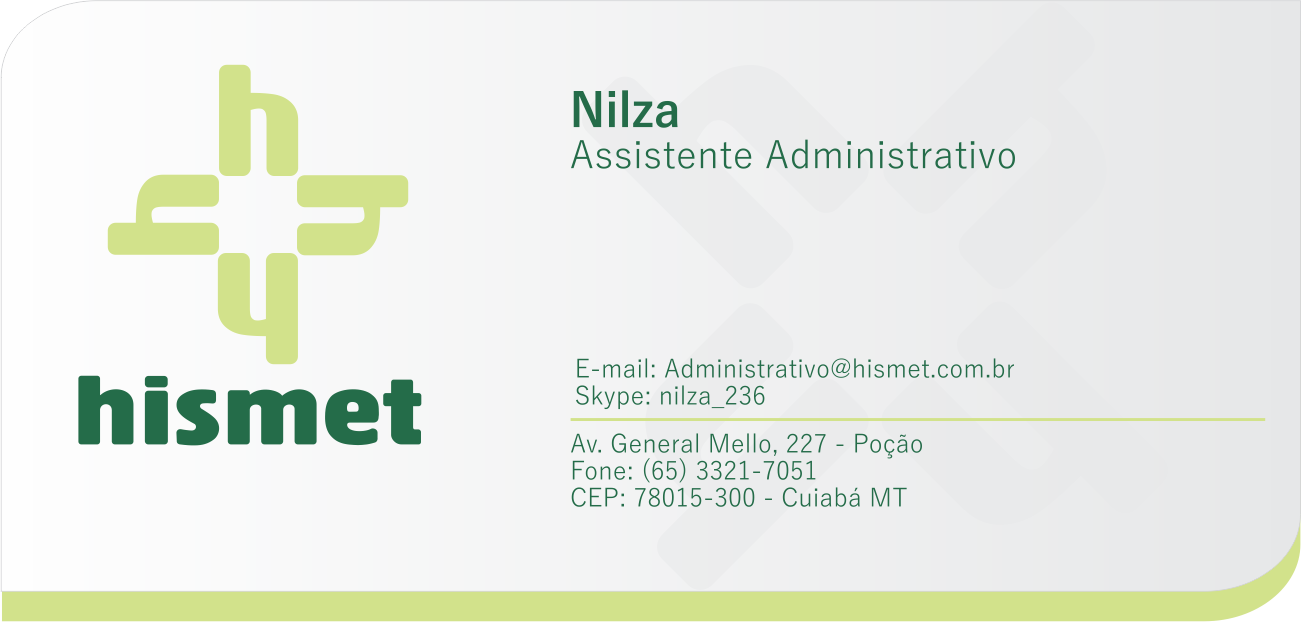 Nilza
Assistente Administrativo
hismet
E-mail: Administrativo@hismet.com.br
Skype: nilza_236
Av. General Mello, 227 - Poção
Fone: (65) 3321-7051
CEP: 78015-300 - Cuiabá MT